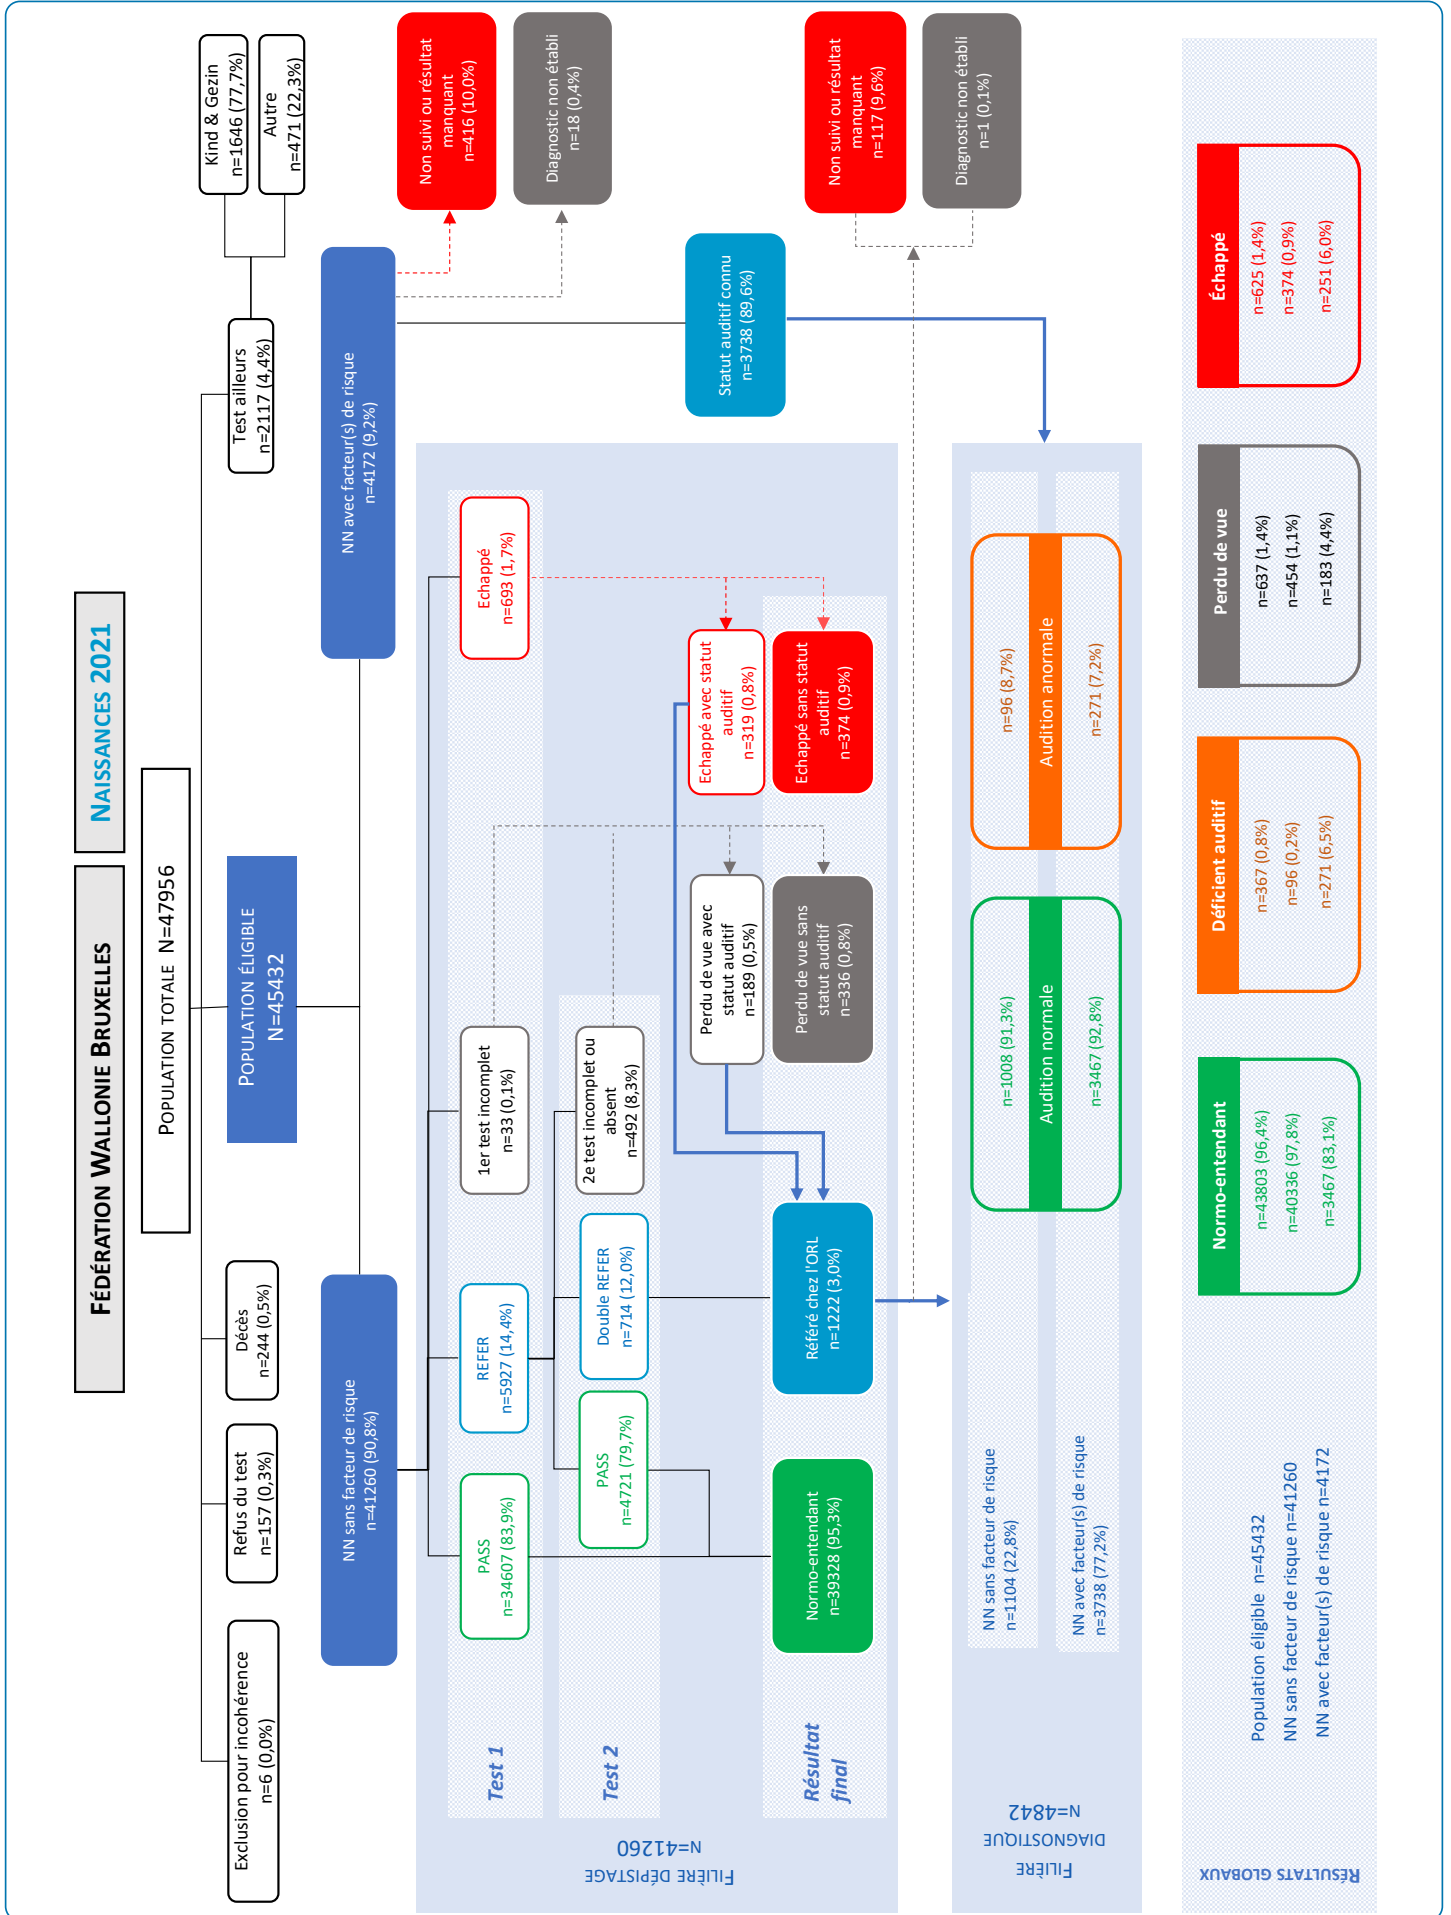 FÉDÉRATION WALLONIE BRUXELLES
NAISSANCES 2021
POPULATION TOTALE N=47956
Exclusion pour incohérence
n=6 (0,0%)
Refus du test
n=157 (0,3%)
Décès
n=244 (0,5%)
POPULATION ÉLIGIBLE
N=45432
Test ailleurs
n=2117 (4,4%)
Kind & Gezin
n=1646 (77,7%)
Autre
n=471 (22,3%)
NN sans facteur de risque
n=41260 (90,8%)
NN avec facteur(s) de risque
n=4172 (9,2%)
Non suivi ou résultat
manquant
n=416 (10,0%)
Diagnostic non établi
n=18 (0,4%)
FILIÈRE DÉPISTAGE
N=41260
Test 1
PASS
n=34607 (83,9%)
REFER
n=5927 (14,4%)
1er test incomplet
n=33 (0,1%)
Echappé
n=693 (1,7%)
Test 2
PASS
n=4721 (79,7%)
Double REFER
n=714 (12,0%)
2e test incomplet ou
absent
n=492 (8,3%)
Perdu de vue avec
statut auditif
n=189 (0,5%)
Echappé avec statut
auditif
n=319 (0,8%)
Statut auditif connu
n=3738 (89,6%)
Résultat
final
Normo-entendant
n=39328 (95,3%)
Référé chez l'ORL
n=1222 (3,0%)
Perdu de vue sans
statut auditif
n=336 (0,8%)
Echappé sans statut
auditif
n=374 (0,9%)
Non suivi ou résultat
manquant
n=117 (9,6%)
Diagnostic non établi
n=1 (0,1%)
FILIÈRE
DIAGNOSTIQUE
N=4842
NN sans facteur de risque
n=1104 (22,8%)
n=1008 (91,3%)
n=96 (8,7%)
Audition normale
Audition anormale
NN avec facteur(s) de risque
n=3738 (77,2%)
n=3467 (92,8%)
n=271 (7,2%)
RÉSULTATS GLOBAUX
Normo-entendant
Déficient auditif
Perdu de vue
Échappé
Population éligible n=45432
n=43803 (96,4%)
n=367 (0,8%)
n=637 (1,4%)
n=625 (1,4%)
NN sans facteur de risque n=41260
n=40336 (97,8%)
n=96 (0,2%)
n=454 (1,1%)
n=374 (0,9%)
NN avec facteur(s) de risque n=4172
n=3467 (83,1%)
n=271 (6,5%)
n=183 (4,4%)
n=251 (6,0%)